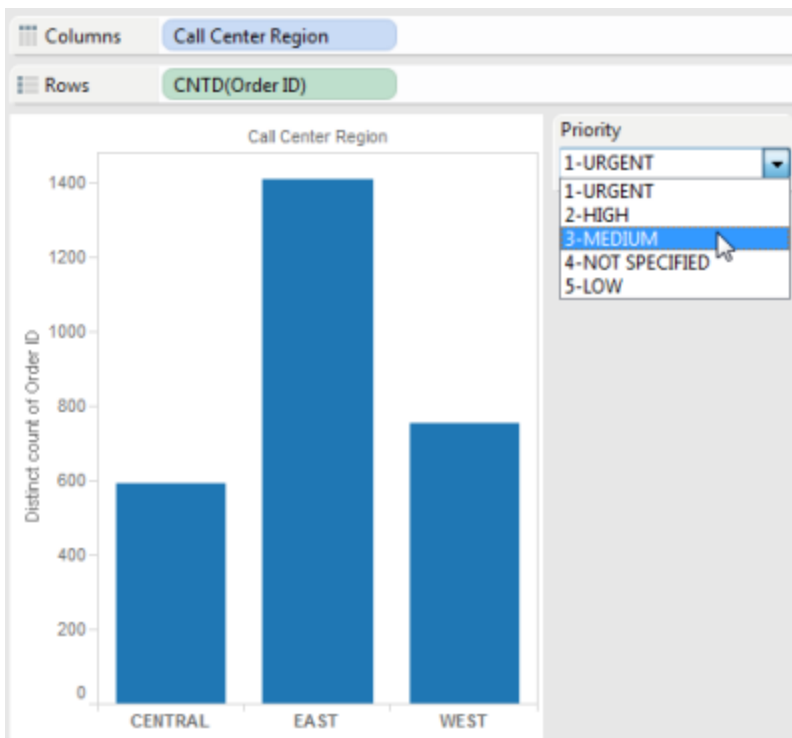 Columns
Call Center Region
Rows
CNTD(Order ID)
Call Center Region
Distinct count of Order ID
1400
1200
1000
800
600
400
200
0
CENTRAL
EAST
WEST
Priority
1-URGENT
1-URGENT
2-HIGH
3-MEDIUM
4-NOT SPECIFIED
5-LOW